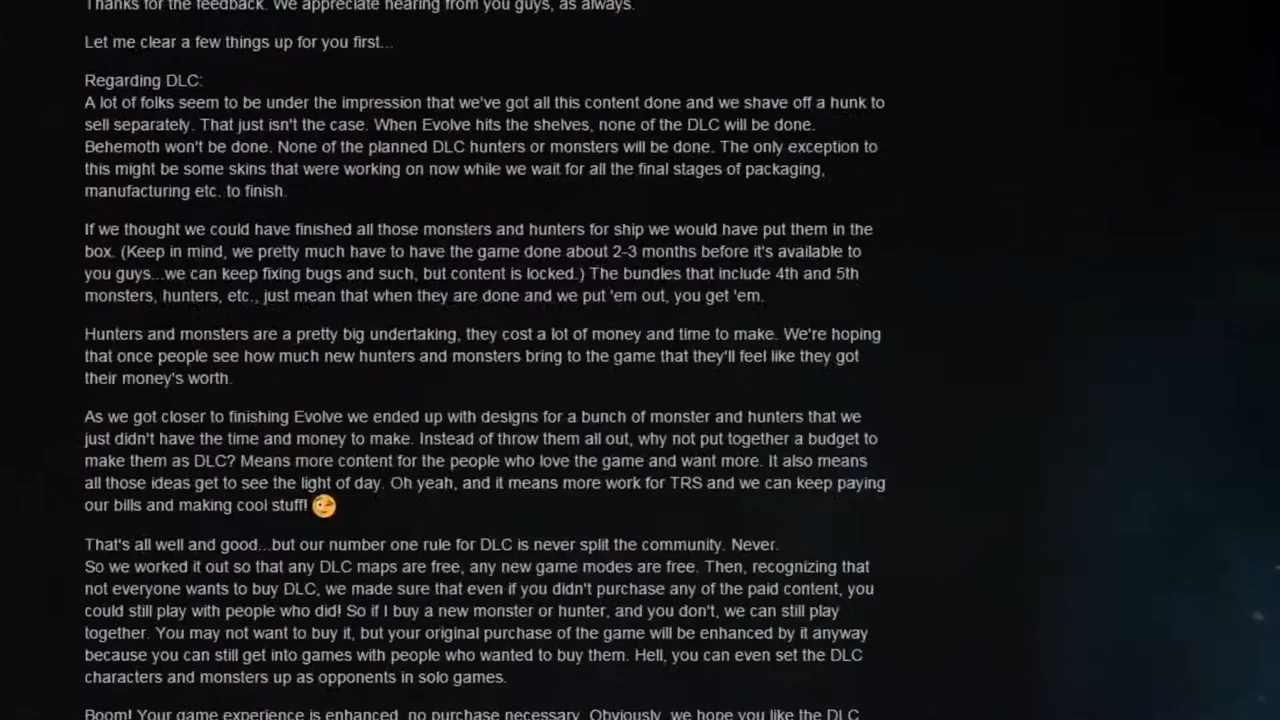 Thanks for the feedback. We appreciate hearing from you guys, as always.
Let me clear a few things up for you first...
Regarding DLC:
A lot of folks seem to be under the impression that we've got all this content done and we shave off a hunk to
sell separately. That just isn't the case. When Evolve hits the shelves, none of the DLC will be done.
Behemoth won't be done. None of the planned DLC hunters or monsters will be done. The only exception to
this might be some skins that were working on now while we wait for all the final stages of packaging,
manufacturing etc. to finish.
If we thought we could have finished all those monsters and hunters for ship we would have put them in the
box. (Keep in mind, we pretty much have to have the game done about 2-3 months before it's available to
you guys...we can keep fixing bugs and such, but content is locked.) The bundles that include 4th and 5th
monsters, hunters, etc., just mean that when they are done and we put 'em out, you get 'em.
Hunters and monsters are a pretty big undertaking, they cost a lot of money and time to make. We're hoping
that once people see how much new hunters and monsters bring to the game that they'll feel like they got
their money's worth.
As we got closer to finishing Evolve we ended up with designs for a bunch of monster and hunters that we
just didn't have the time and money to make. Instead of throw them all out, why not put together a budget to
make them as DLC? Means more content for the people who love the game and want more. It also means
all those ideas get to see the light of day. Oh yeah, and it means more work for TRS and we can keep paying
our bills and making cool stuff!
That's all well and good...but our number one rule for DLC is never split the community. Never.
So we worked it out so that any DLC maps are free, any new game modes are free. Then, recognizing that
not everyone wants to buy DLC, we made sure that even if you didn't purchase any of the paid content, you
could still play with people who did! So if I buy a new monster or hunter, and you don't, we can still play
together. You may not want to buy it, but your original purchase of the game will be enhanced by it anyway
because you can still get into games with people who wanted to buy them. Hell, you can even set the DLC
characters and monsters up as opponents in solo games.
Boom! Your game experience is enhanced, no purchase necessary. Obviously, we hope you like the DLC